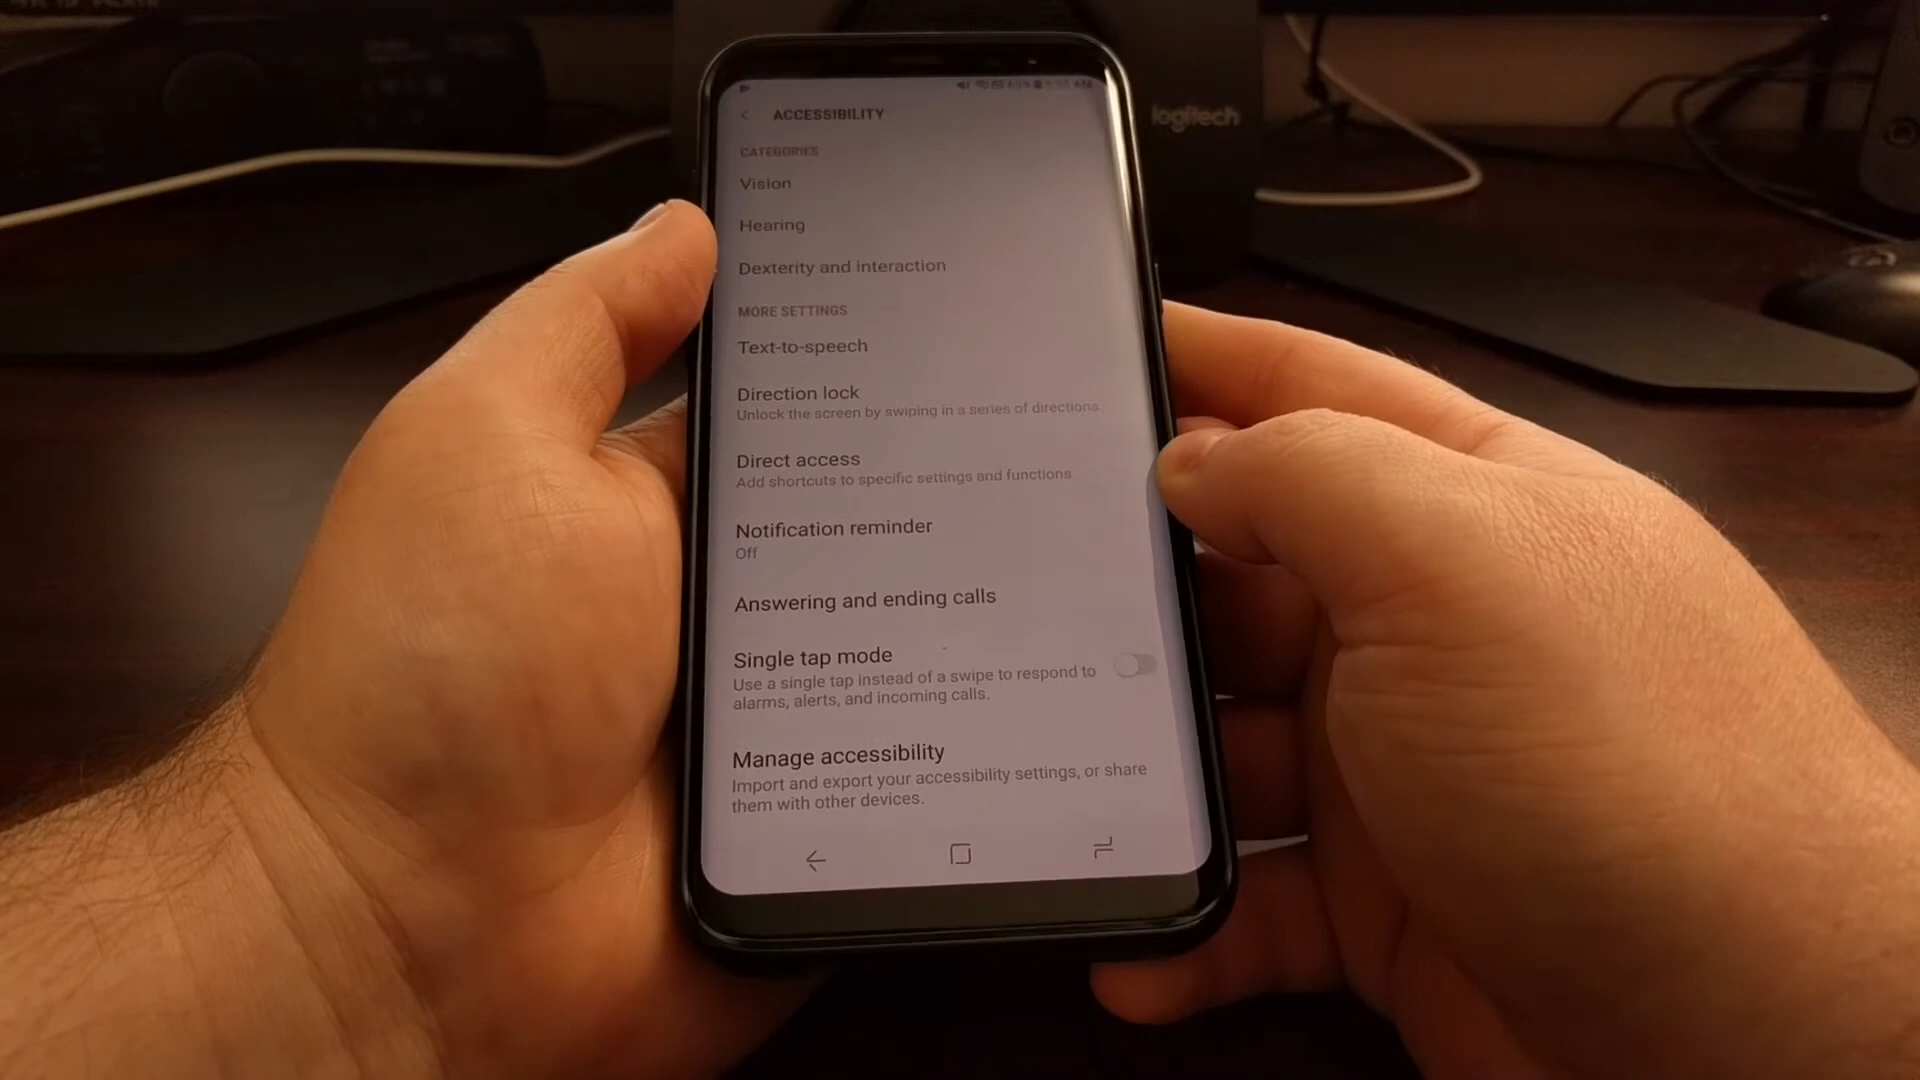 logitech
ACCESSIBILITY
CATEGORIES
Vision
Hearing
Dexterity and interaction
MORE SETTINGS
Text-to-speech
Direction lock
Unlock the screen by swiping in a series of directions.
Direct access
Add shortcuts to specific settings and functions.
Notification reminder
Off
Answering and ending calls
Single tap mode
Use a single tap instead of a swipe to respond to
alarms, alerts, and incoming calls.
Manage accessibility
Import and export your accessibility settings, or share
them with other devices.